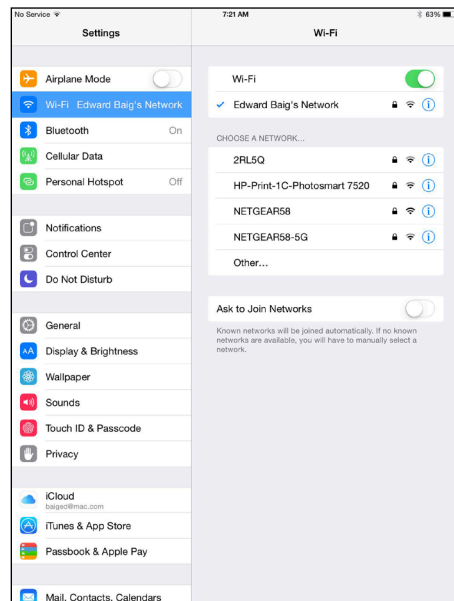 No Service
7:21 AM
63%
Settings
Wi-Fi
Airplane Mode
Wi-Fi Edward Baig's Network
Bluetooth On
Cellular Data
Personal Hotspot Off
Notifications
Control Center
Do Not Disturb
General
AA Display & Brightness
Wallpaper
Sounds
Touch ID & Passcode
Privacy
iCloud
baiged@mac.com
iTunes & App Store
Passbook & Apple Pay
Mail, Contacts, Calendars
Wi-Fi
Edward Baig's Network
CHOOSE A NETWORK...
2RL5Q
HP-Print-1C-Photosmart 7520
NETGEAR58
NETGEAR58-5G
Other...
Ask to Join Networks
Known networks will be joined automatically. If no known
networks are available, you will have to manually select a
network.